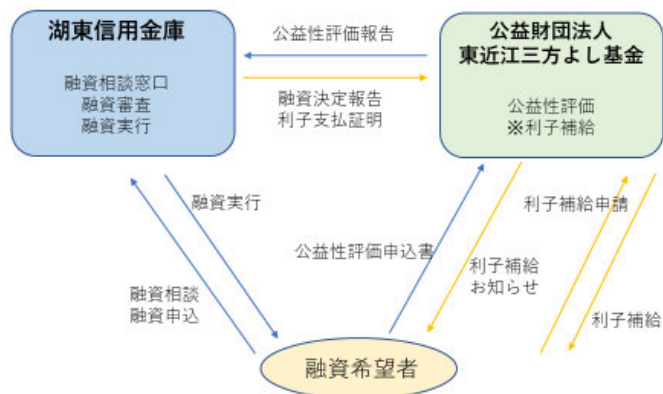 湖東信用金庫
融資相談窓口
融資審査
融資実行
公益性評価報告
融資決定報告
利子支払証明
公益財団法人
東近江三方よし基金
公益性評価
※利子補給
融資実行
公益性評価申込書
利子補給申請
利子補給
お知らせ
融資相談
融資申込
利子補給
融資希望者